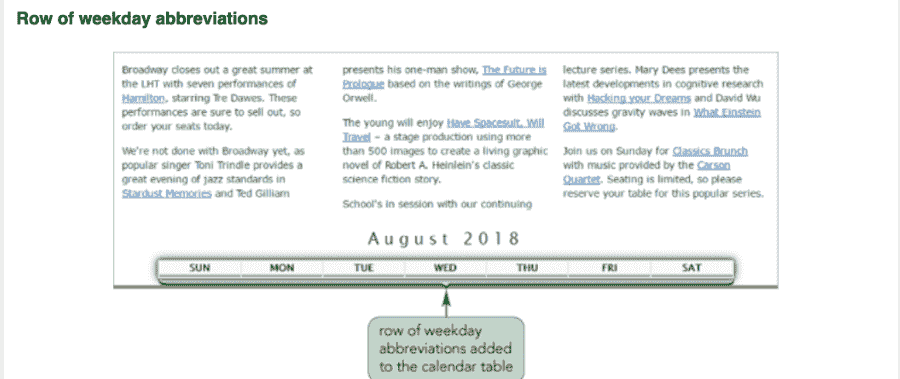 Row of weekday abbreviations
Broadway closes out a great summer at
the LHT with seven performances of
Hamilton, starring Tre Dawes. These
performances are sure to sell out, so
order your seats today.
We're not done with Broadway yet, as
popular singer Toni Trindle provides a
great evening of jazz standards in
Stardust Memories and Ted Gilliam
presents his one-man show, The Future is
Prologue based on the writings of George
Orwell.
The young will enjoy Have Spacesuit, Will
Travel – a stage production using more
than 500 images to create a living graphic
novel of Robert A. Heinlein's classic
science fiction story.
School's in session with our continuing
lecture series. Mary Dees presents the
latest developments in cognitive research
with Hacking your Dreams and David Wu
discusses gravity waves in What Einstein
Got Wrong.
Join us on Sunday for Classics Brunch
with music provided by the Carson
Quartet. Seating is limited, so please
reserve your table for this popular series.
August 2018
SUN MON TUE WED THU FRI SAT
row of weekday
abbreviations added
to the calendar table